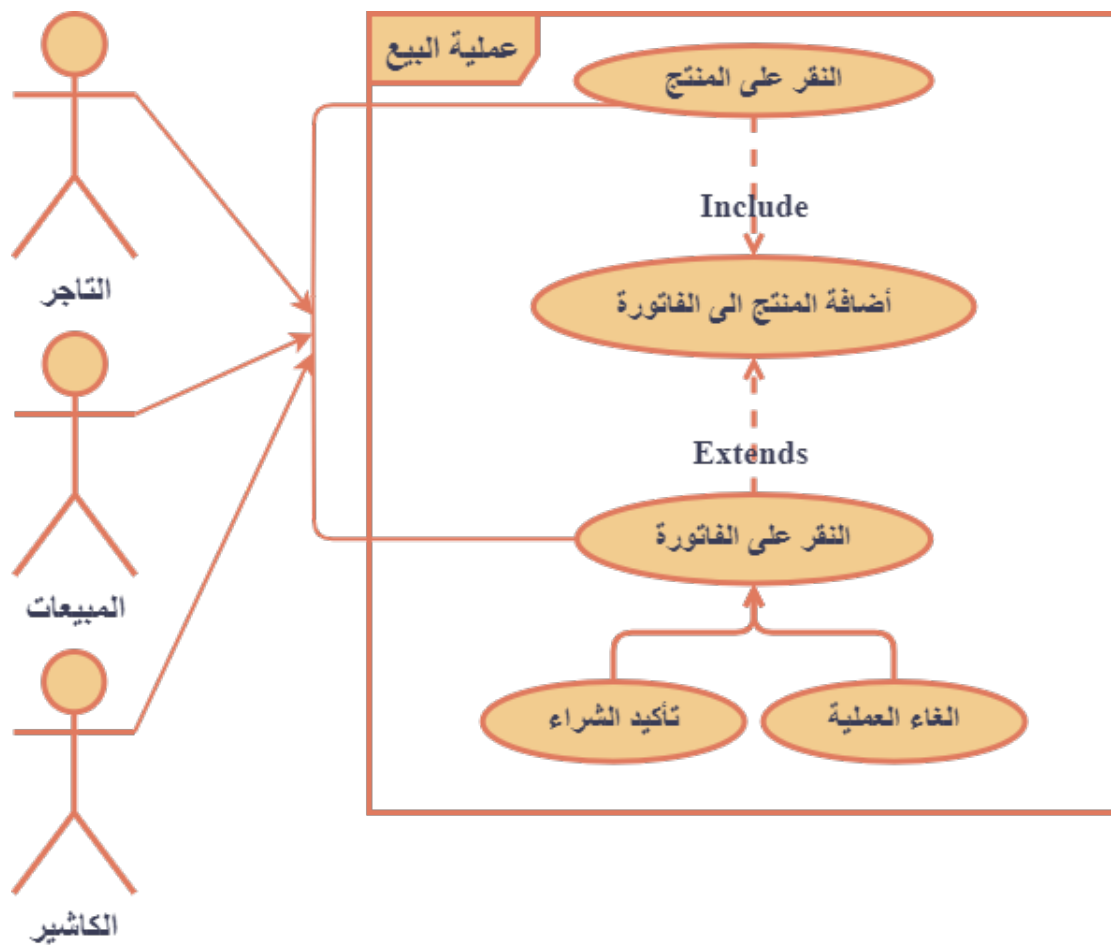 عملية البيع
النقر على المنتج
Include
أضافة المنتج الى الفاتورة
Extends
النقر على الفاتورة
تأكيد الشراء
الغاء العملية
التاجر
المبيعات
الكاشير